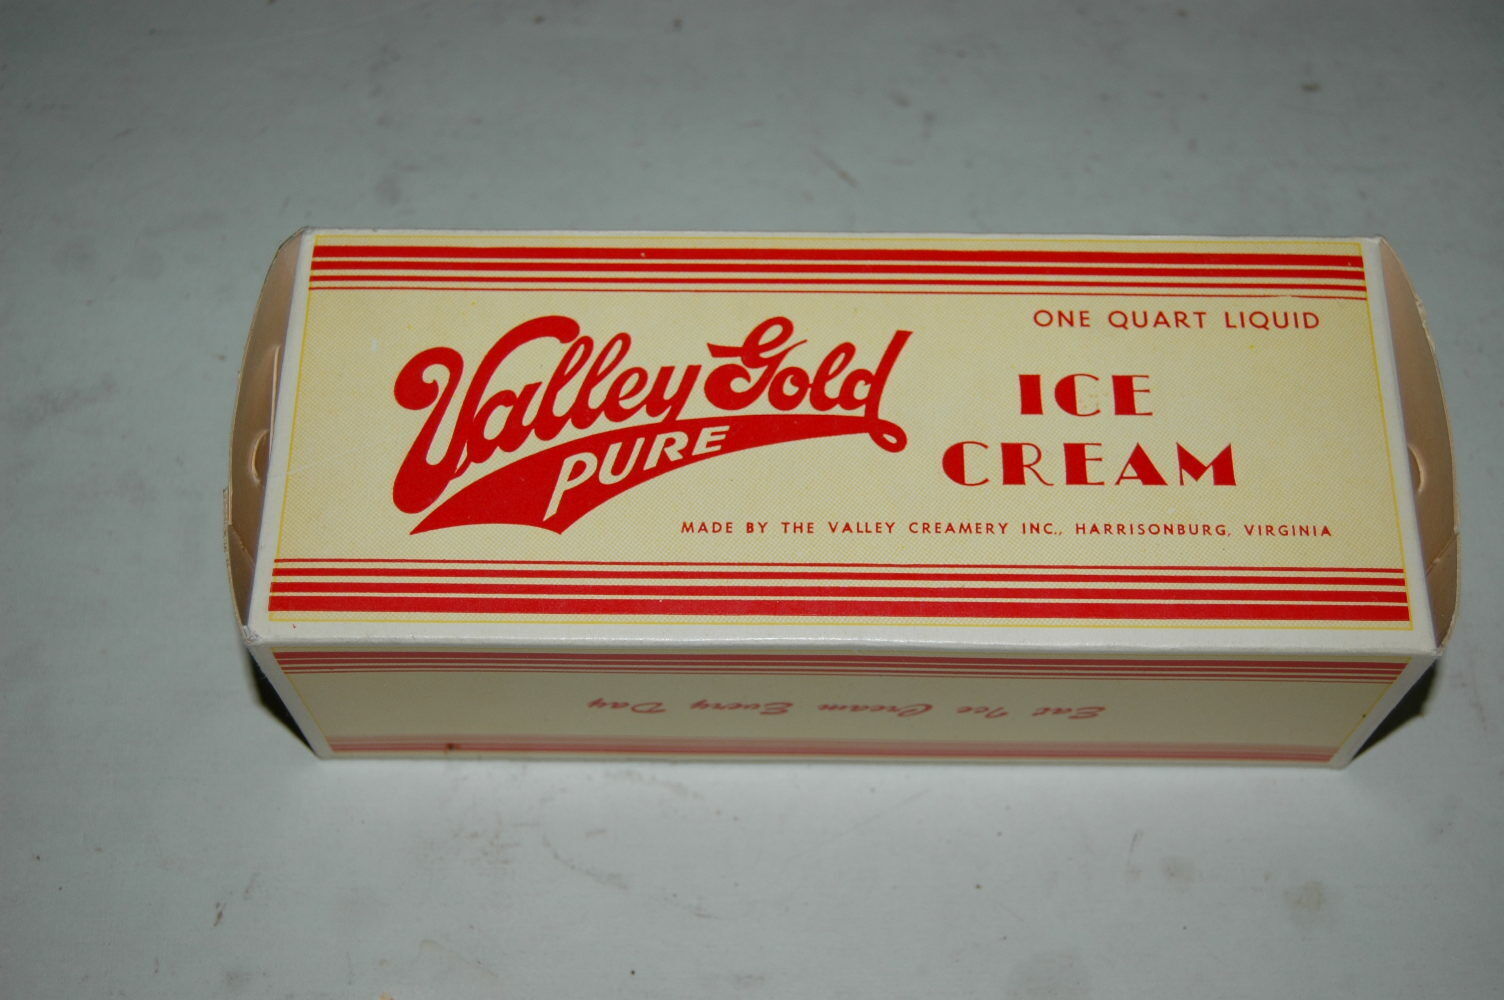 ONE QUART LIQUID
Valley Gold
PURE
ICE
CREAM
MADE BY THE VALLEY CREAMERY INC., HARRISONBURG, VIRGINIA
Eat Ice Cream Every Day